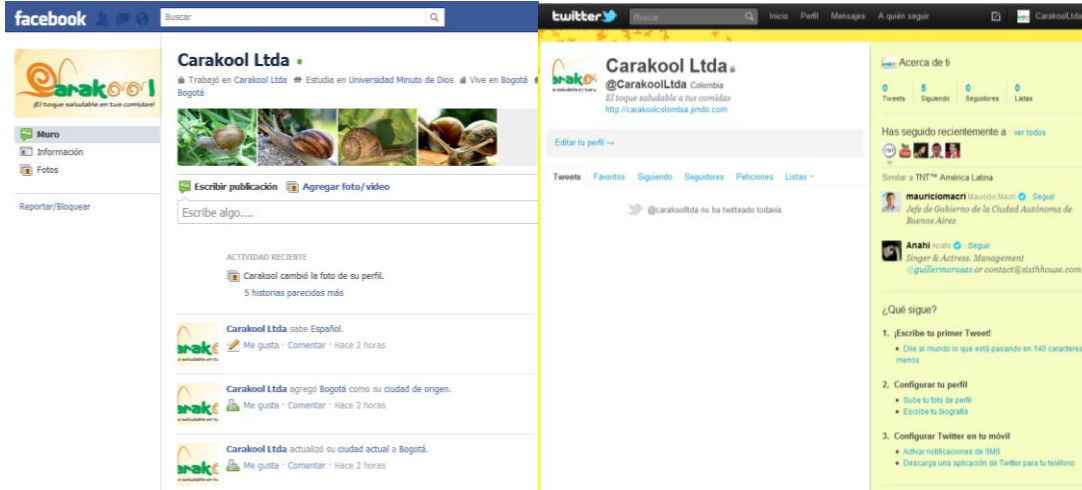 facebook
Buscar
Carakool
¡El toque saludable en tus comidas!
Muro
Información
Fotos
Reportar/Bloquear
Carakool Ltda
Trabajó en Carakool Ltda Estudia en Universidad Minuto de Dios Vive en Bogotá
Bogotá
Escribir publicación Agregar foto/video
Escribe algo....
ACTIVIDAD RECIENTE
Carakool cambió la foto de su perfil.
5 historias parecidas más
Carakool Ltda sabe Español.
Me gusta · Comentar · Hace 2 horas
Carakool Ltda agregó Bogotá como su ciudad de origen.
Me gusta · Comentar · Hace 2 horas
Carakool Ltda actualizó su ciudad actual a Bogotá.
Me gusta · Comentar · Hace 2 horas
twitter
Buscar
Inicio Perfil Mensajes A quién seguir
CarakoolLtda
Carakool Ltda
@CarakoolLtda Colombia
El toque saludable a tus comidas
http://carakoolcolombia.jimdo.com
Editar tu perfil →
Tweets Favoritos Siguiendo Seguidores Peticiones Listas
@carakoolltda no ha twitteado todavía.
Acerca de ti
0 5 0 0
Tweets Siguiendo Seguidores Listas
Has seguido recientemente a · ver todos
Similar a TNT™ América Latina
mauriciomacri Mauricio Macri · Seguir
Jefe de Gobierno de la Ciudad Autónoma de
Buenos Aires
Anahi Anahi · Seguir
Singer & Actress. Management
@guillermorosas or contact@sixthhouse.com
¿Qué sigue?
1. ¡Escribe tu primer Tweet!
• Dile al mundo lo que está pasando en 140 caracteres
menos
2. Configurar tu perfil
• Sube tu foto de perfil
• Escribe tu biografía
3. Configurar Twitter en tu móvil
• Activar notificaciones de SMS
• Descarga una aplicación de Twitter para tu teléfono